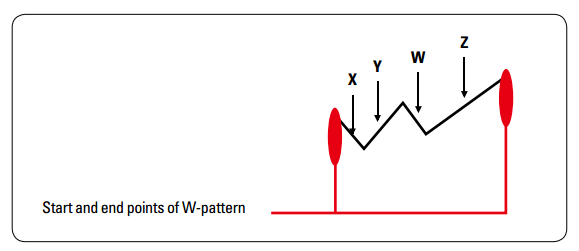 Z
W
Y
X
Start and end points of W-pattern